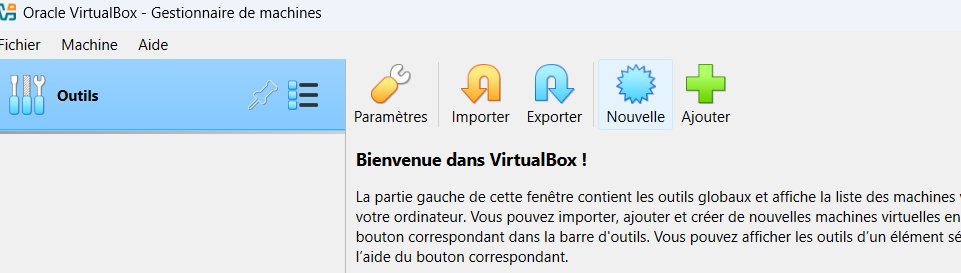 Oracle VirtualBox - Gestionnaire de machines
Fichier Machine Aide
Outils
Paramètres Importer Exporter Nouvelle Ajouter
Bienvenue dans VirtualBox !
La partie gauche de cette fenêtre contient les outils globaux et affiche la liste des machines
votre ordinateur. Vous pouvez importer, ajouter et créer de nouvelles machines virtuelles en
bouton correspondant dans la barre d'outils. Vous pouvez afficher les outils d'un élément sé
l'aide du bouton correspondant.